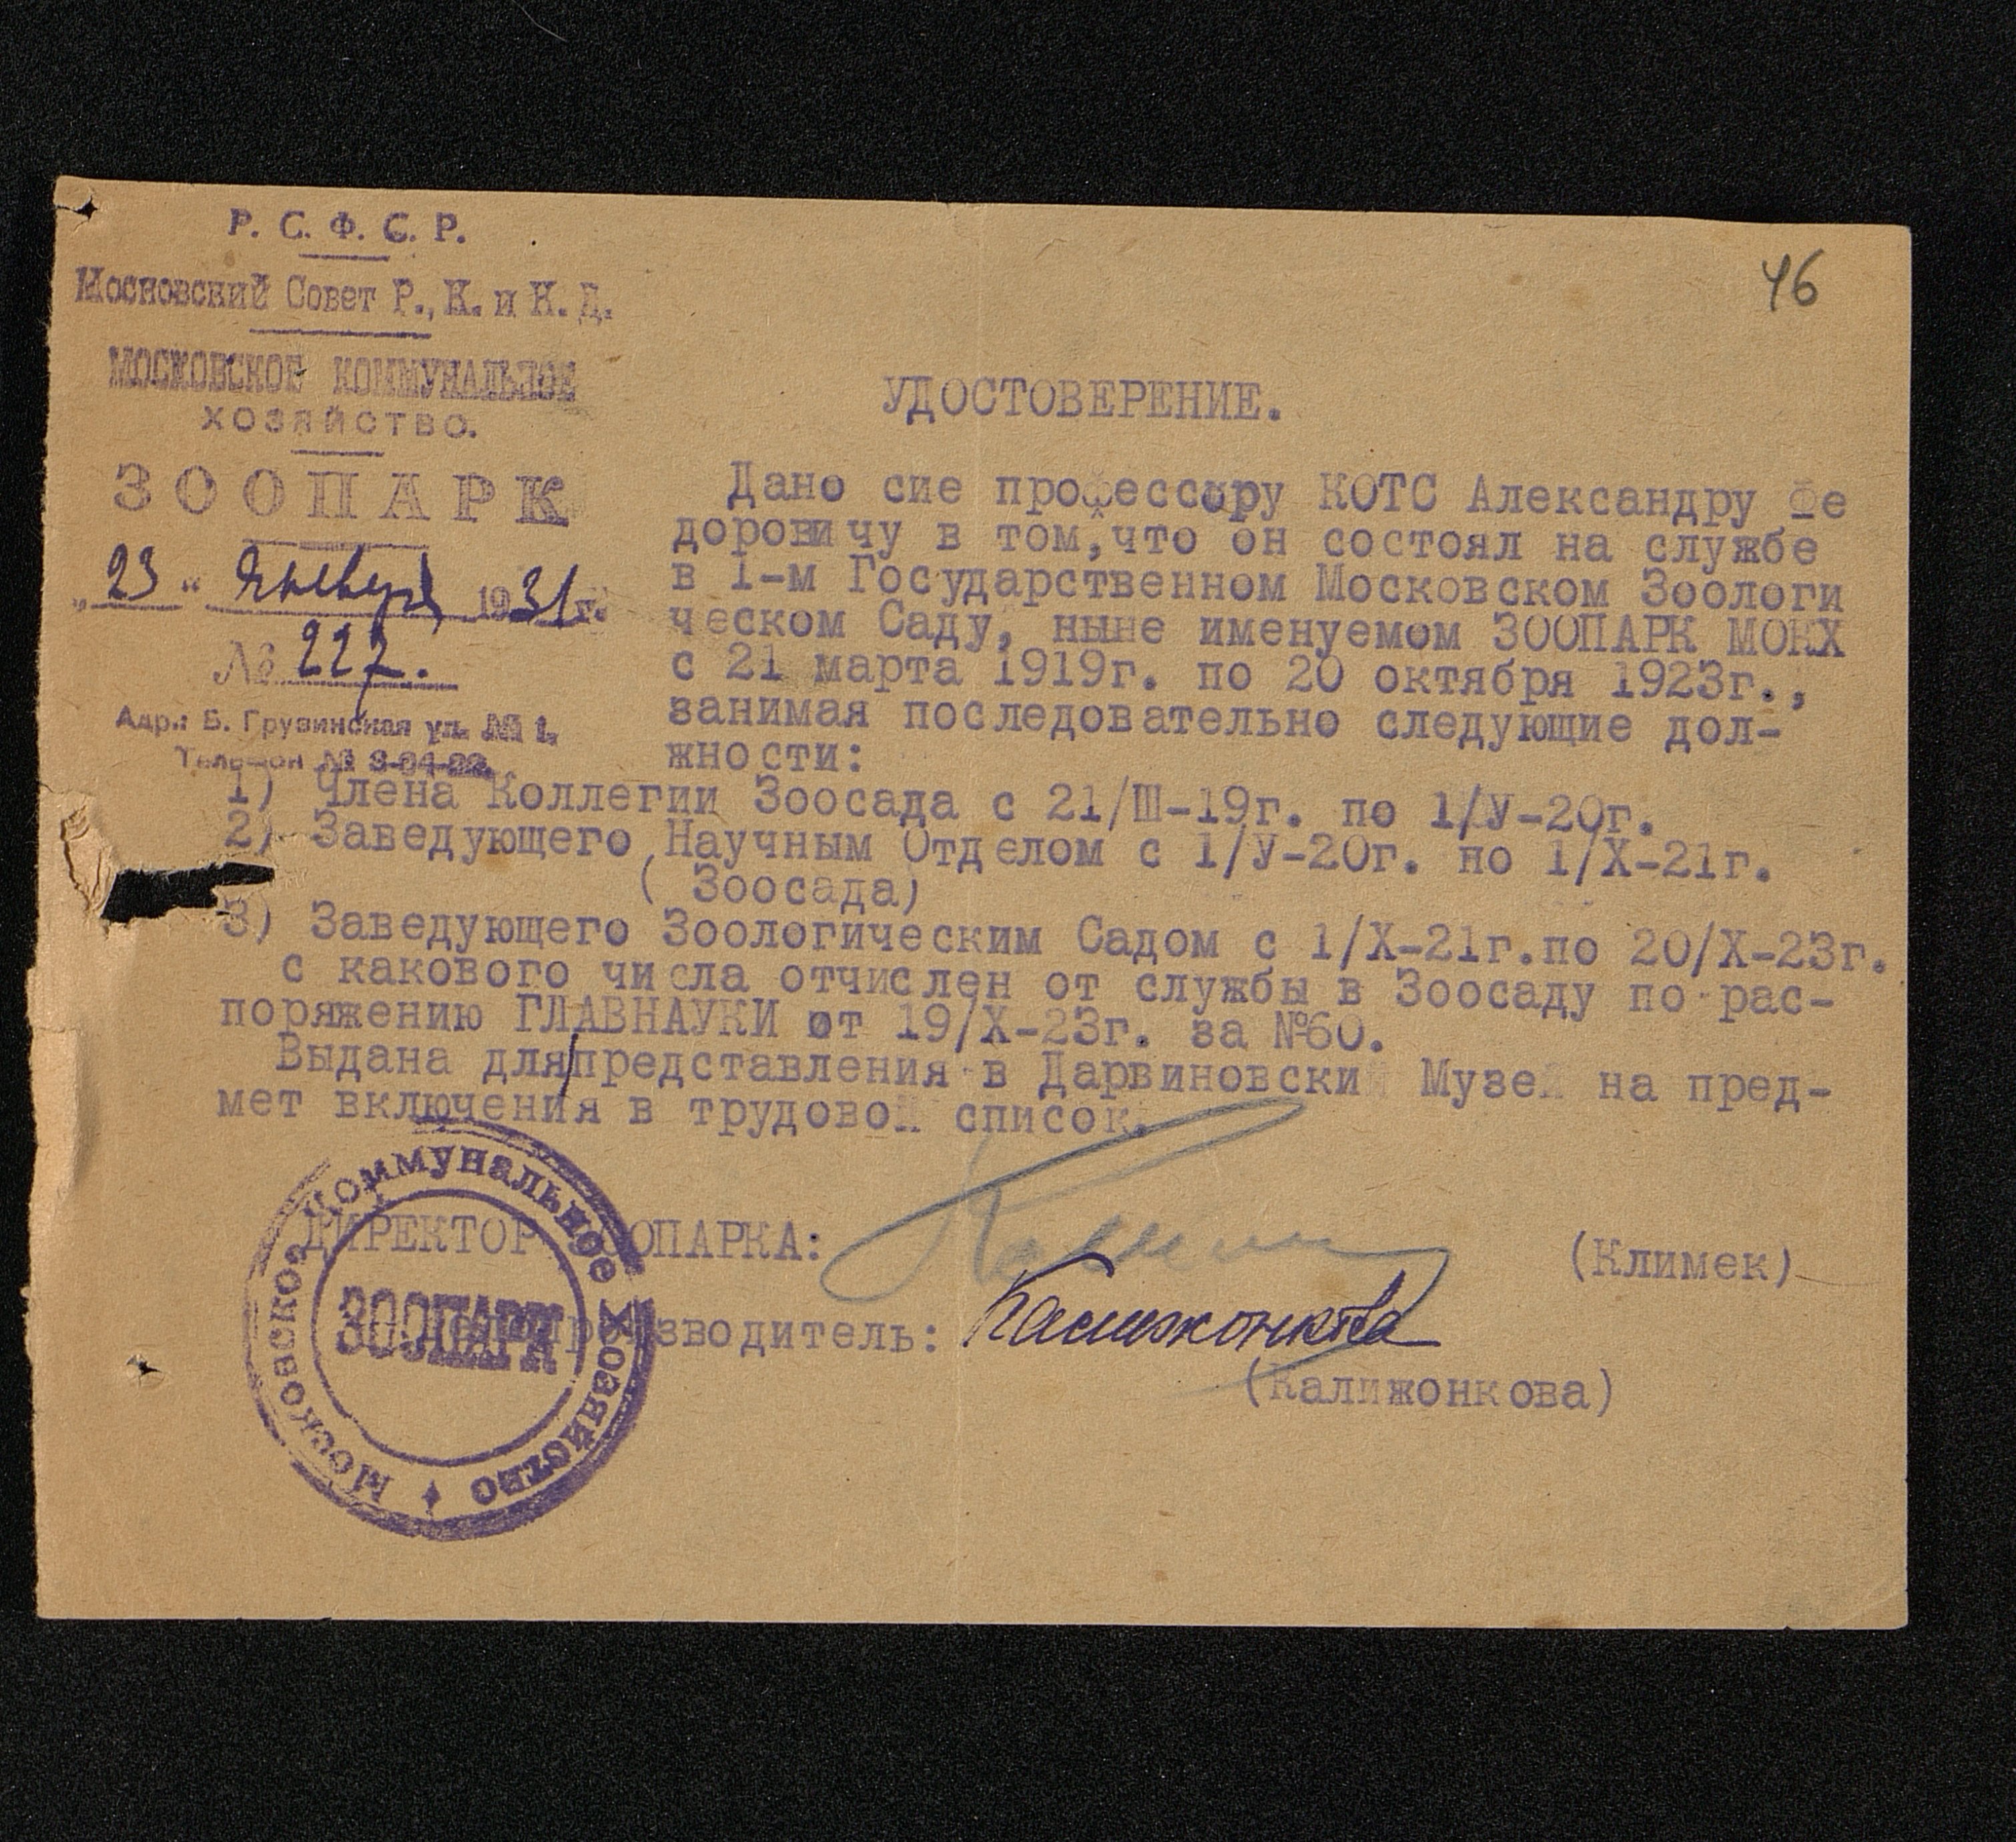 46
Р. С. Ф. С. Р.
Московский Совет Р., К. и К. Д.
МОСКОВСКОЕ КОММУНАЛЬНОЕ
ХОЗЯЙСТВО.
ЗООПАРК
„23“ Января 1931 г.
№ 227.
Адр.: Б. Грузинская ул. № 1.
Телефон №
УДОСТОВЕРЕНИЕ.
Дано сие профессору КОТС Александру Фе
доровичу в том,что он состоял на службе
в 1-м Государственном Московском Зоологи
ческом Саду, ныне именуемом ЗООПАРК МОКХ
с 21 марта 1919г. по 20 октября 1923г.,
занимая последовательно следующие дол-
жности:
1) Члена Коллегии Зоосада с 21/Ш-19г. по 1/У-20г.
2) Заведующего Научным Отделом с 1/У-20г. по 1/Х-21г.
( Зоосада)
3) Заведующего Зоологическим Садом с 1/Х-21г.по 20/Х-23г.
с какового числа отчислен от службы в Зоосаду по рас-
поряжению ГЛАВНАУКИ от 19/Х-23г. за №60.
Выдана для/представления в Дарвиновский Музей на пред-
мет включения в трудовой список.
ДИРЕКТОР ЗООПАРКА:
(Климек)
Делопроизводитель: Калижонкова
(Калижонкова)
Московское Коммунальное Хозяйство
ЗООПАРК